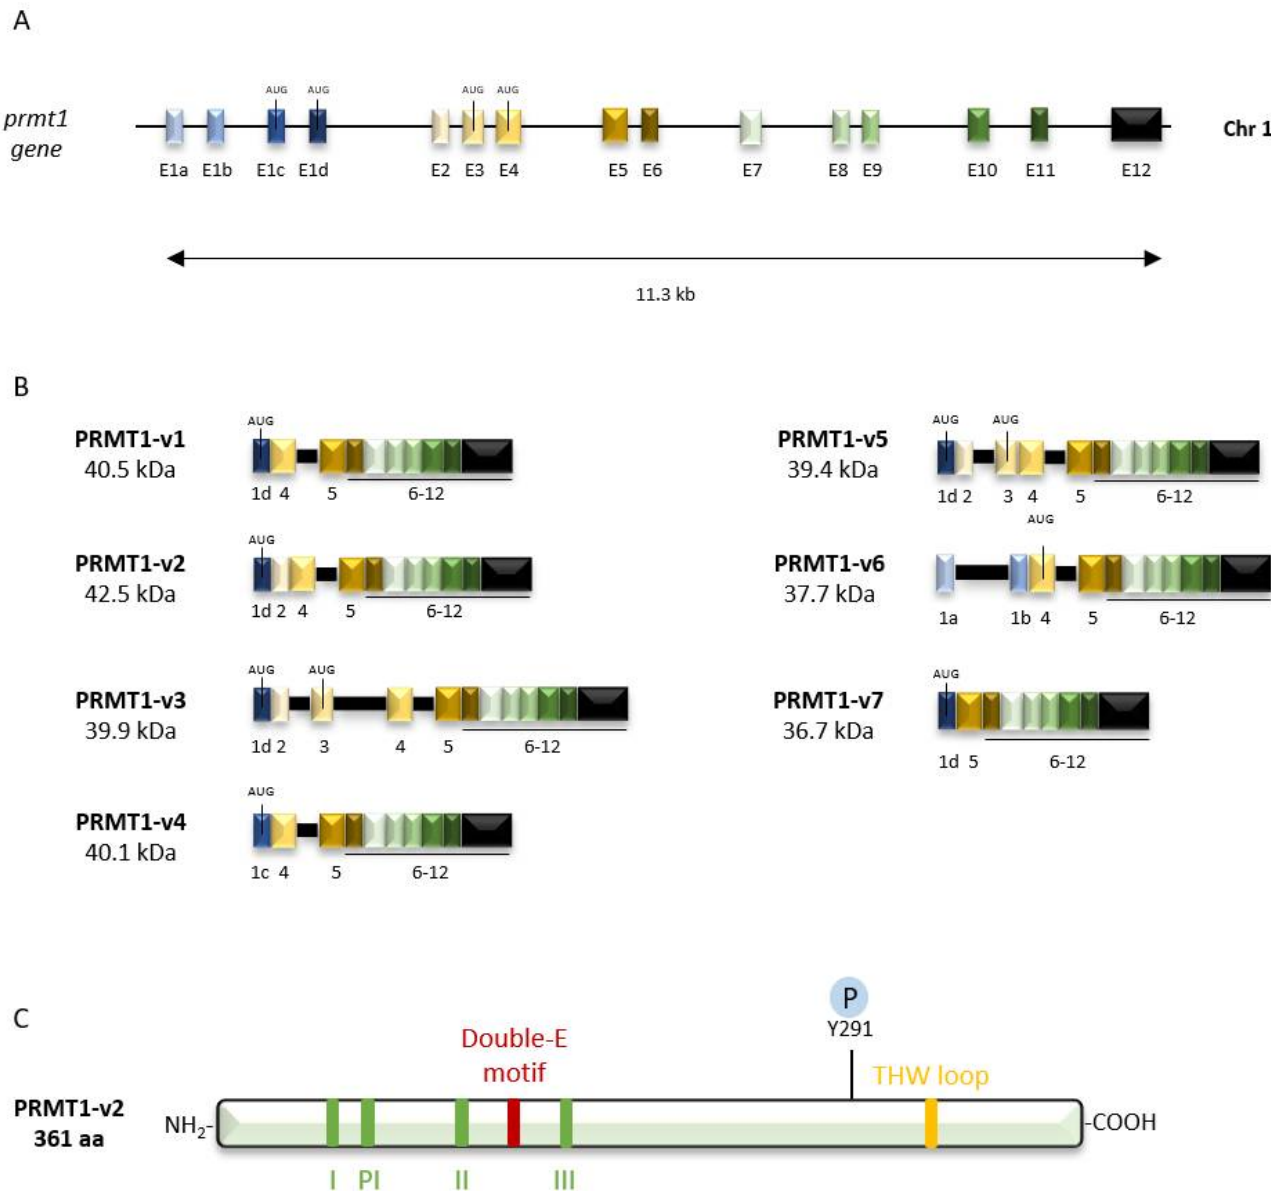 A
AUG AUG AUG AUG
prmt1
gene
Chr 1
E1a E1b E1c E1d E2 E3 E4 E5 E6 E7 E8 E9 E10 E11 E12
11.3 kb
B
PRMT1-v1
40.5 kDa
AUG
1d 4 5 6-12
PRMT1-v2
42.5 kDa
AUG
1d 2 4 5 6-12
PRMT1-v3
39.9 kDa
AUG AUG
1d 2 3 4 5 6-12
PRMT1-v4
40.1 kDa
AUG
1c 4 5 6-12
PRMT1-v5
39.4 kDa
AUG AUG
1d 2 3 4 5 6-12
PRMT1-v6
37.7 kDa
AUG
1a 1b 4 5 6-12
PRMT1-v7
36.7 kDa
AUG
1d 5 6-12
C
P
Y291
Double-E
motif
THW loop
PRMT1-v2
361 aa
NH₂- -COOH
I PI II III